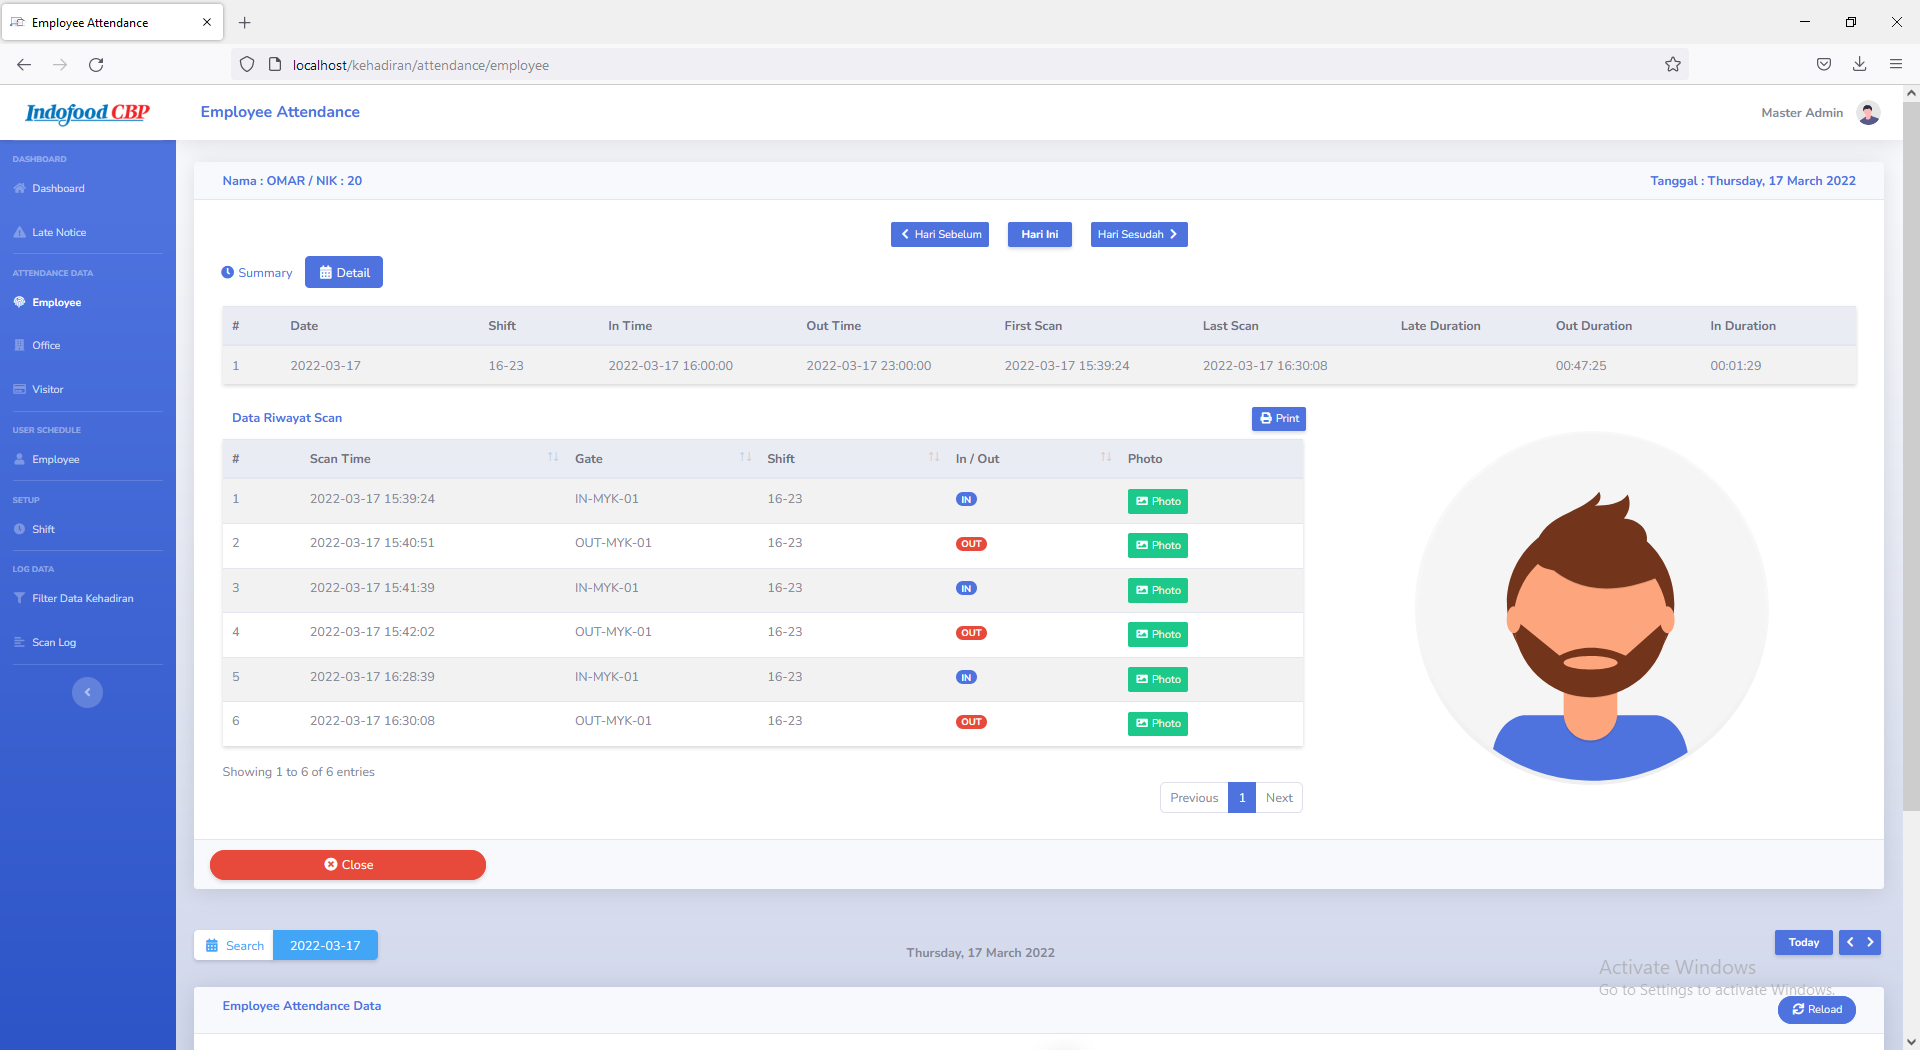 Employee Attendance
localhost/kehadiran/attendance/employee
Indofood CBP
Employee Attendance
Master Admin
DASHBOARD
Dashboard
Late Notice
ATTENDANCE DATA
Employee
Office
Visitor
USER SCHEDULE
Employee
SETUP
Shift
LOG DATA
Filter Data Kehadiran
Scan Log
Nama : OMAR / NIK : 20
Tanggal : Thursday, 17 March 2022
Hari Sebelum
Hari Ini
Hari Sesudah
Summary
Detail
# Date Shift In Time Out Time First Scan Last Scan Late Duration Out Duration In Duration
1 2022-03-17 16-23 2022-03-17 16:00:00 2022-03-17 23:00:00 2022-03-17 15:39:24 2022-03-17 16:30:08 00:47:25 00:01:29
Data Riwayat Scan
Print
# Scan Time Gate Shift In / Out Photo
1 2022-03-17 15:39:24 IN-MYK-01 16-23 IN Photo
2 2022-03-17 15:40:51 OUT-MYK-01 16-23 OUT Photo
3 2022-03-17 15:41:39 IN-MYK-01 16-23 IN Photo
4 2022-03-17 15:42:02 OUT-MYK-01 16-23 OUT Photo
5 2022-03-17 16:28:39 IN-MYK-01 16-23 IN Photo
6 2022-03-17 16:30:08 OUT-MYK-01 16-23 OUT Photo
Showing 1 to 6 of 6 entries
Previous 1 Next
Close
Search 2022-03-17
Thursday, 17 March 2022
Today
Activate Windows
Go to Settings to activate Windows.
Employee Attendance Data
Reload